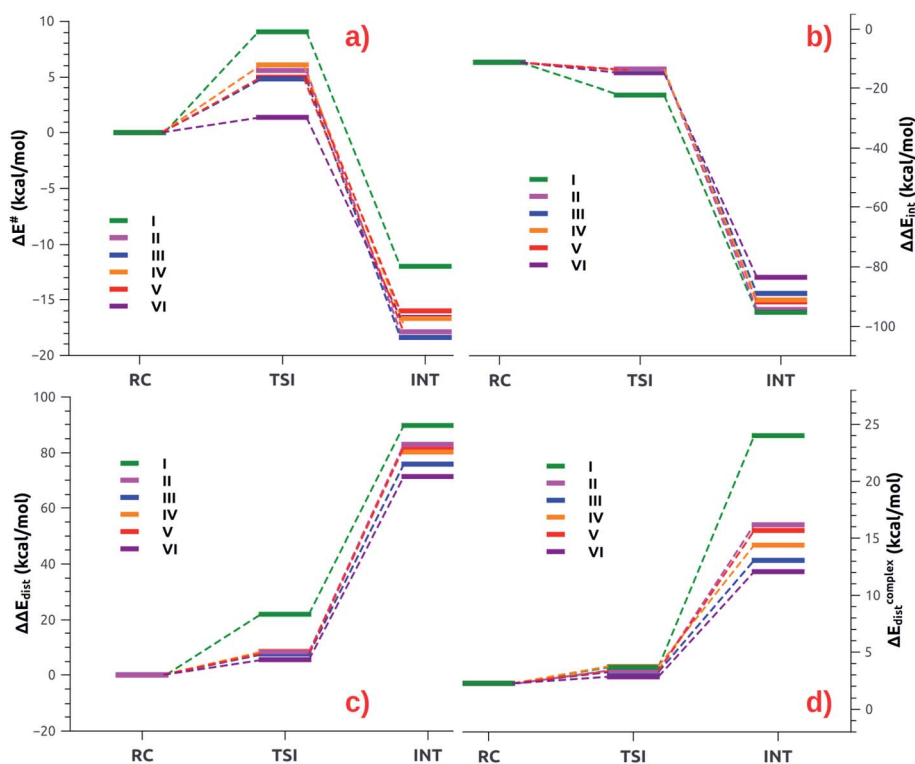 a)
ΔE# (kcal/mol)
10
5
0
−5
−10
−15
−20
I
II
III
IV
V
VI
RC TSI INT
b)
ΔΔEint (kcal/mol)
0
−20
−40
−60
−80
−100
I
II
III
IV
V
VI
RC TSI INT
c)
ΔΔEdist (kcal/mol)
100
80
60
40
20
0
−20
I
II
III
IV
V
VI
RC TSI INT
d)
ΔEdist complex (kcal/mol)
25
20
15
10
5
0
I
II
III
IV
V
VI
RC TSI INT